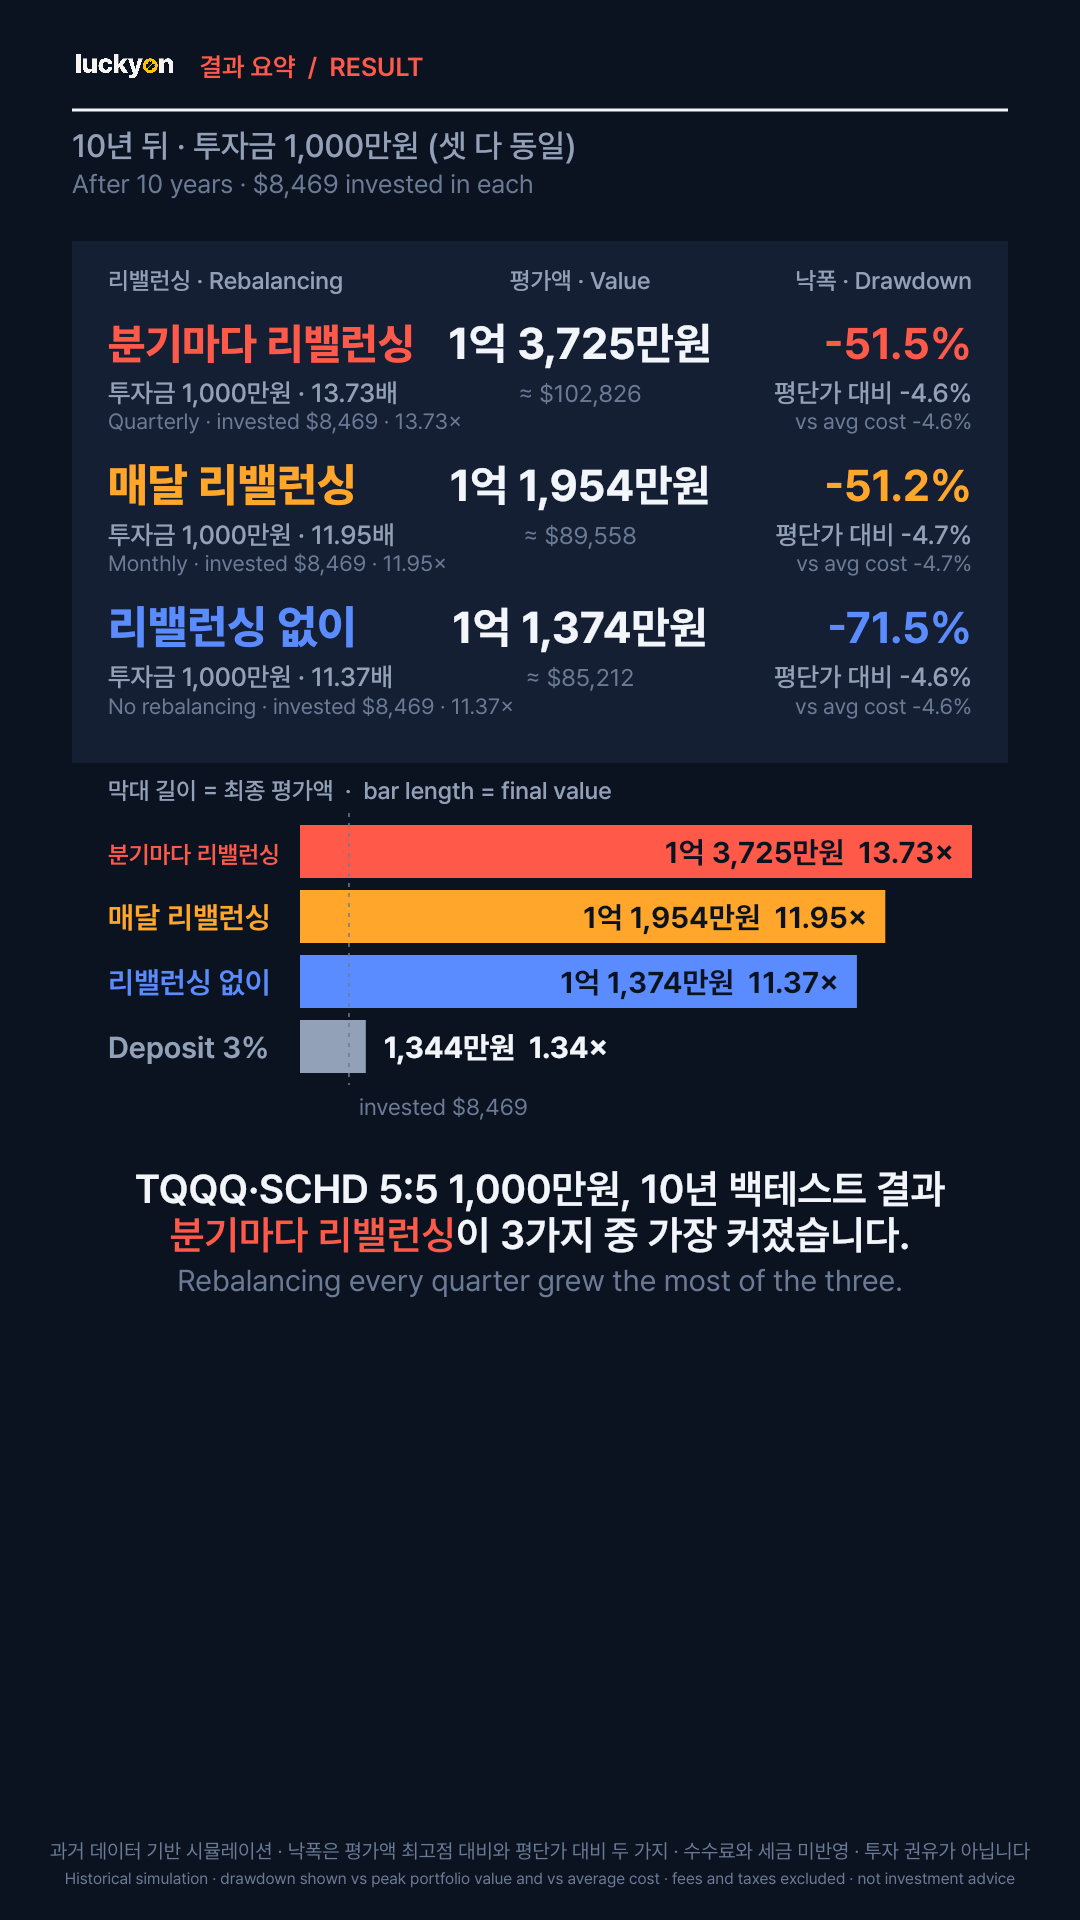 luckyon 결과 요약 / RESULT
10년 뒤 · 투자금 1,000만원 (셋 다 동일)
After 10 years · $8,469 invested in each
리밸런싱 · Rebalancing 평가액 · Value 낙폭 · Drawdown
분기마다 리밸런싱 1억 3,725만원 -51.5%
투자금 1,000만원 · 13.73배 ≈ $102,826 평단가 대비 -4.6%
Quarterly · invested $8,469 · 13.73× vs avg cost -4.6%
매달 리밸런싱 1억 1,954만원 -51.2%
투자금 1,000만원 · 11.95배 ≈ $89,558 평단가 대비 -4.7%
Monthly · invested $8,469 · 11.95× vs avg cost -4.7%
리밸런싱 없이 1억 1,374만원 -71.5%
투자금 1,000만원 · 11.37배 ≈ $85,212 평단가 대비 -4.6%
No rebalancing · invested $8,469 · 11.37× vs avg cost -4.6%
막대 길이 = 최종 평가액 · bar length = final value
분기마다 리밸런싱 1억 3,725만원 13.73×
매달 리밸런싱 1억 1,954만원 11.95×
리밸런싱 없이 1억 1,374만원 11.37×
Deposit 3% 1,344만원 1.34×
invested $8,469
TQQQ·SCHD 5:5 1,000만원, 10년 백테스트 결과
분기마다 리밸런싱이 3가지 중 가장 커졌습니다.
Rebalancing every quarter grew the most of the three.
과거 데이터 기반 시뮬레이션 · 낙폭은 평가액 최고점 대비와 평단가 대비 두 가지 · 수수료와 세금 미반영 · 투자 권유가 아닙니다
Historical simulation · drawdown shown vs peak portfolio value and vs average cost · fees and taxes excluded · not investment advice